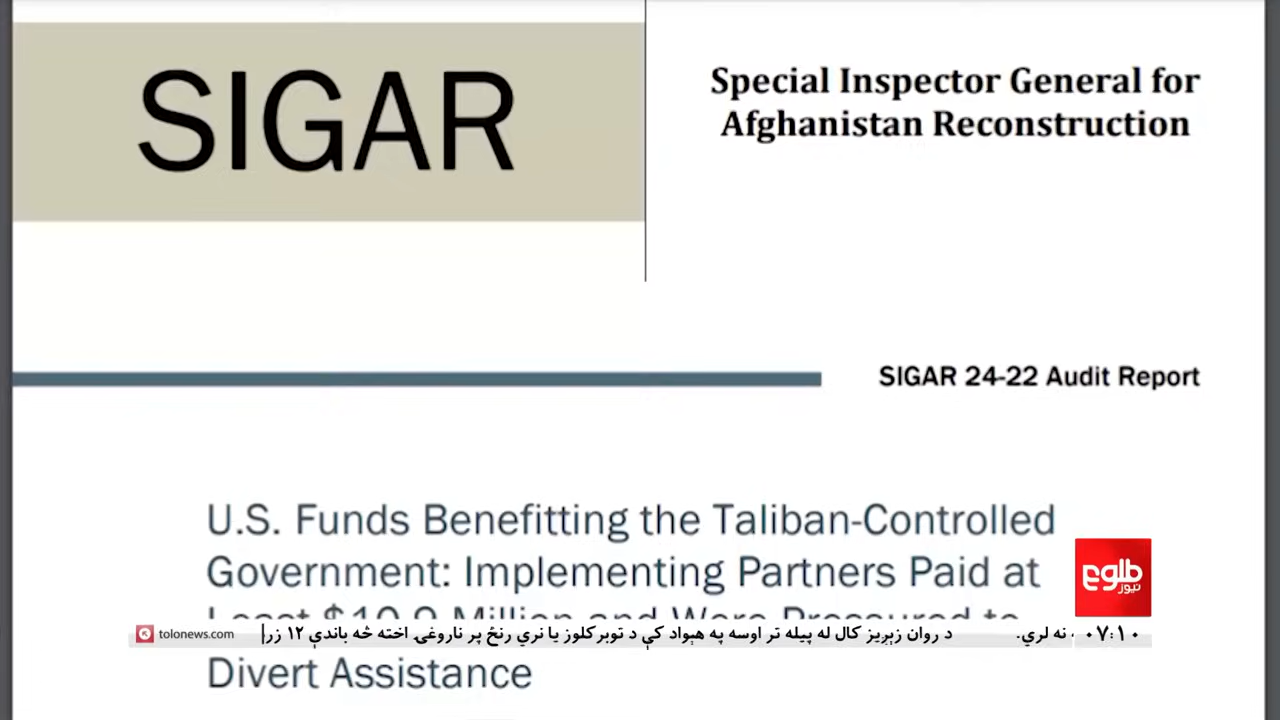 SIGAR
Special Inspector General for
Afghanistan Reconstruction
SIGAR 24-22 Audit Report
U.S. Funds Benefitting the Taliban-Controlled
Government: Implementing Partners Paid at
Least $10.9 Million and Were Pressured to
Divert Assistance
طلوع
نیوز
tolonews.com
نه لري. د روان زېږیز کال له پیله تر اوسه په هېواد کې د توبرکلوز یا نري رنځ پر ناروغۍ اخته څه باندې ۱۲ زر
۰۷:۱۰